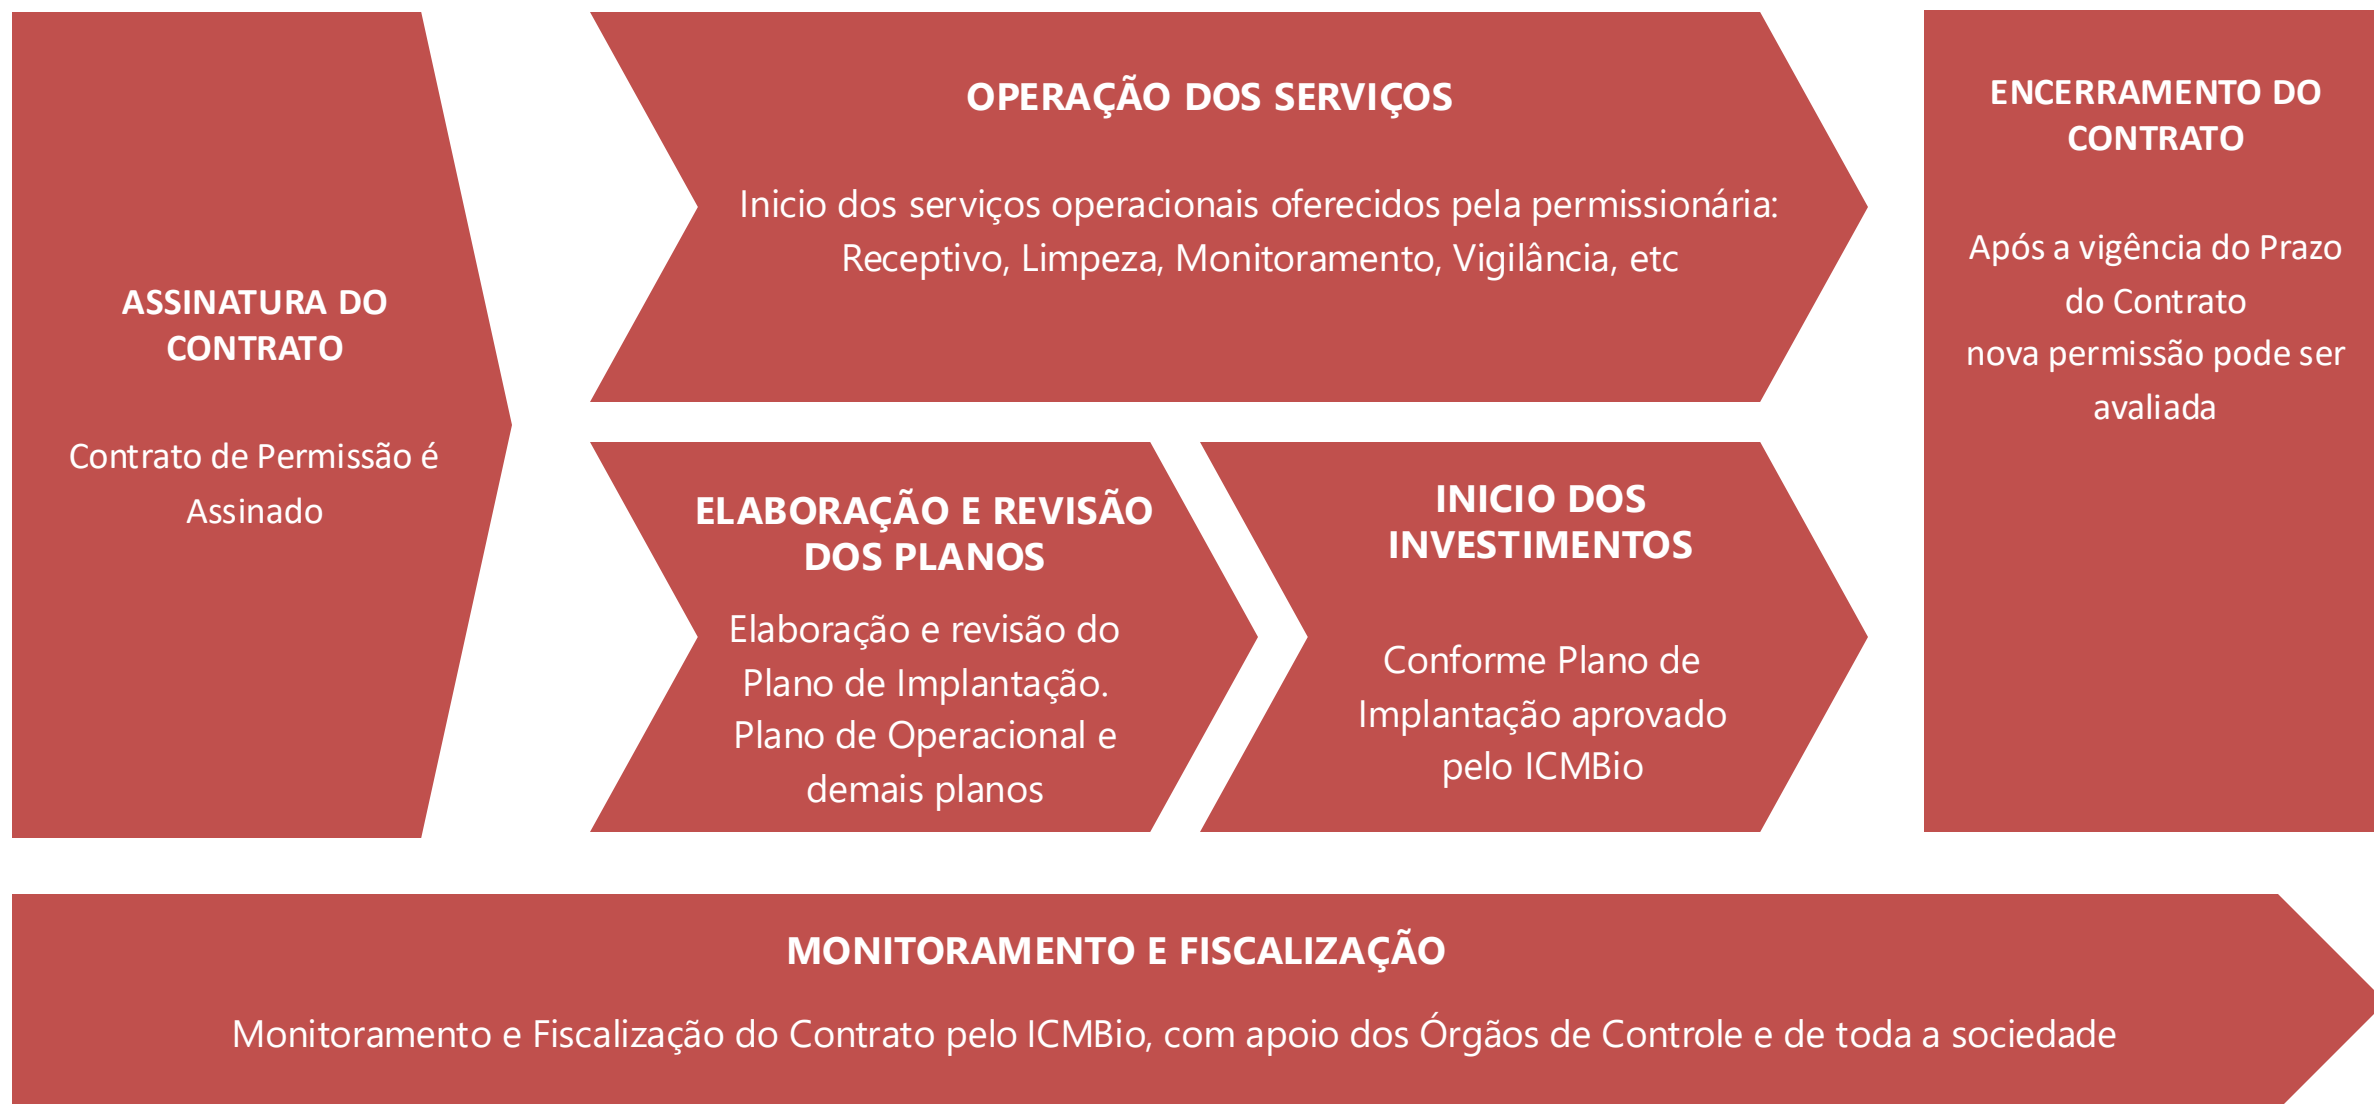 ASSINATURA DO
CONTRATO
Contrato de Permissão é
Assinado
OPERAÇÃO DOS SERVIÇOS
Inicio dos serviços operacionais oferecidos pela permissionária:
Receptivo, Limpeza, Monitoramento, Vigilância, etc
ELABORAÇÃO E REVISÃO
DOS PLANOS
Elaboração e revisão do
Plano de Implantação.
Plano de Operacional e
demais planos
INICIO DOS
INVESTIMENTOS
Conforme Plano de
Implantação aprovado
pelo ICMBio
ENCERRAMENTO DO
CONTRATO
Após a vigência do Prazo
do Contrato
nova permissão pode ser
avaliada
MONITORAMENTO E FISCALIZAÇÃO
Monitoramento e Fiscalização do Contrato pelo ICMBio, com apoio dos Órgãos de Controle e de toda a sociedade